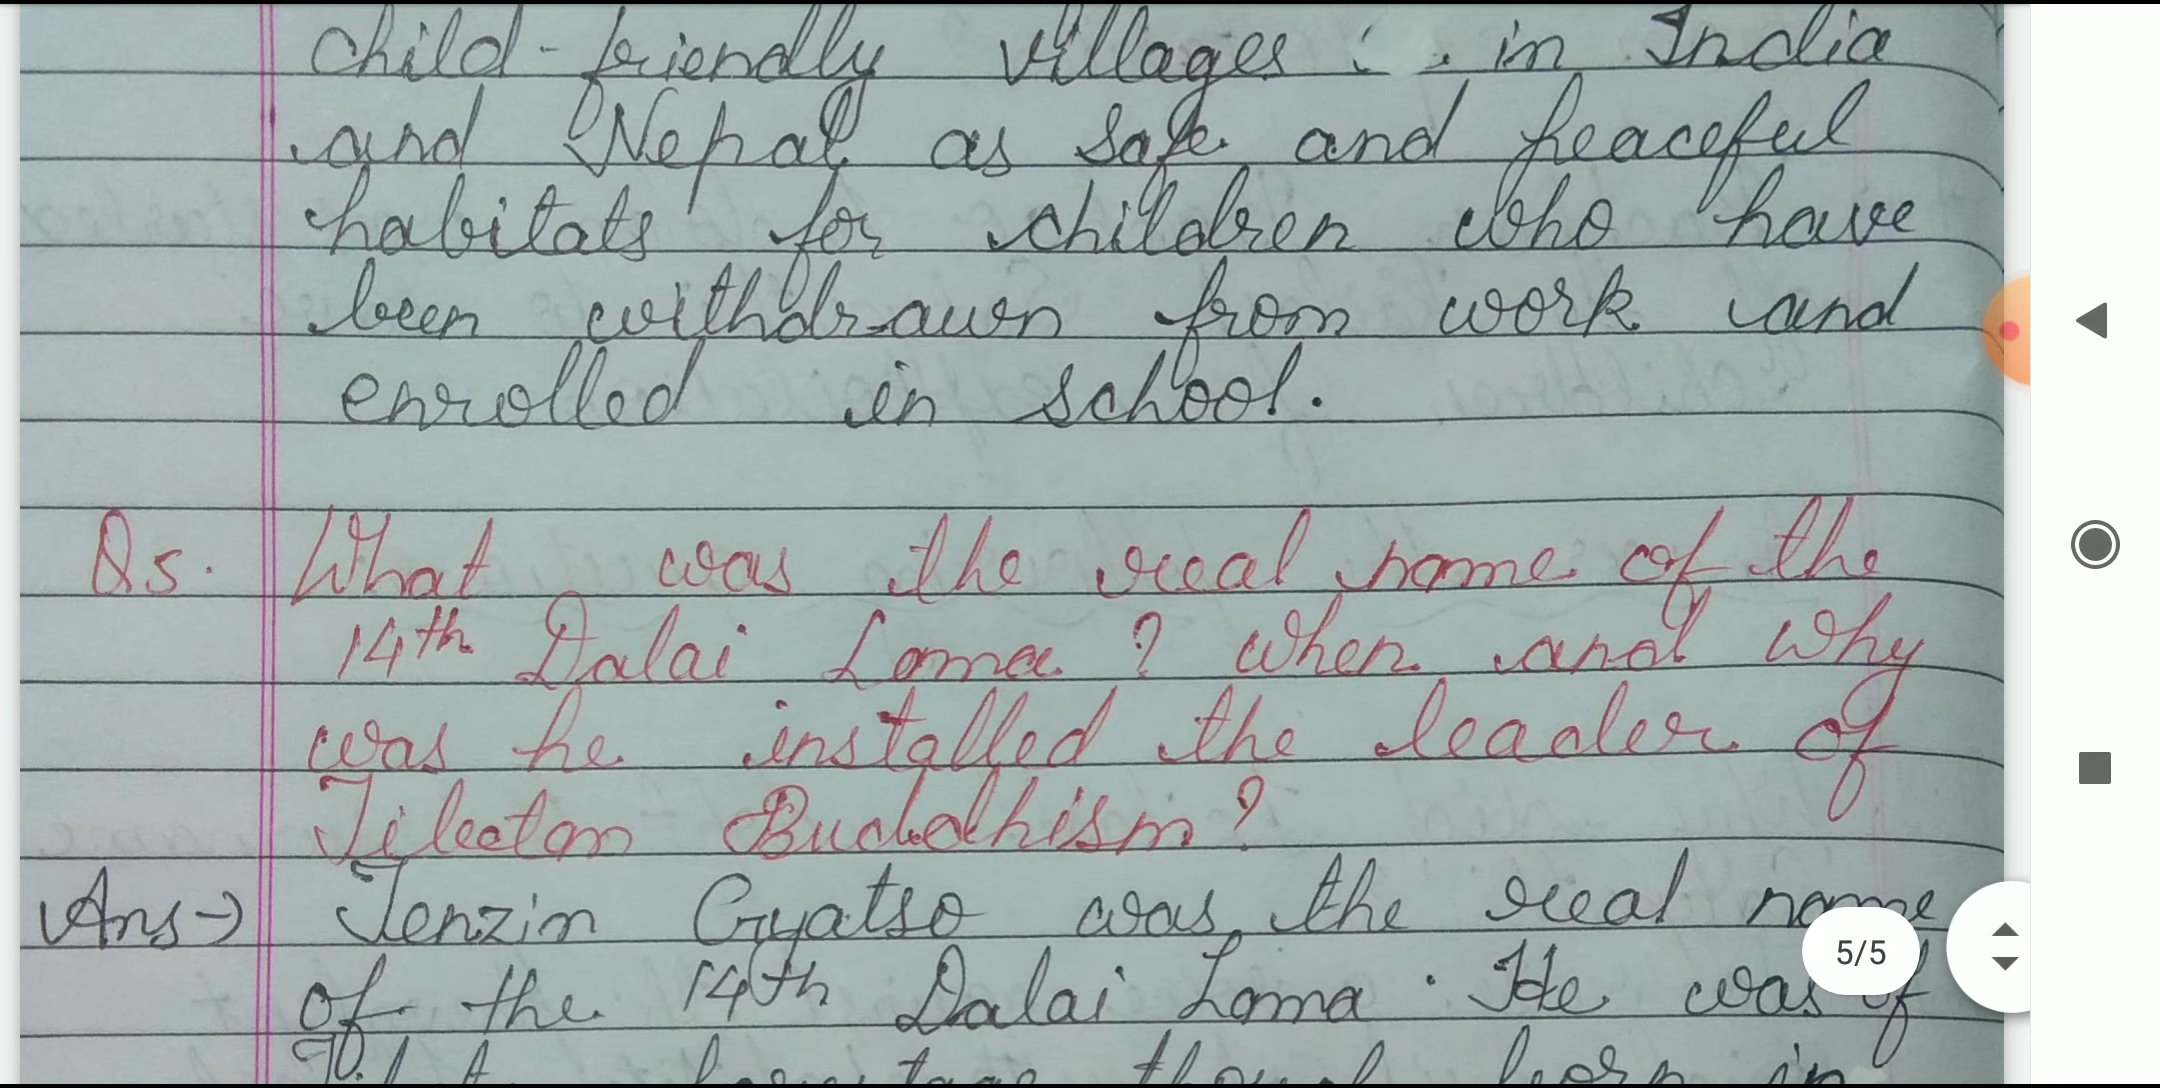 child-friendly villages in India
and Nepal as safe and peaceful
habitats for children who have
been withdrawn from work and
enrolled in school.
Q5. What was the real name of the
14th Dalai Lama ? When and why
was he installed the leader of
Tibetan Buddhism?
Ans→ Tenzin Gyatso was the real name
of the 14th Dalai Lama . He was of
born in
5/5